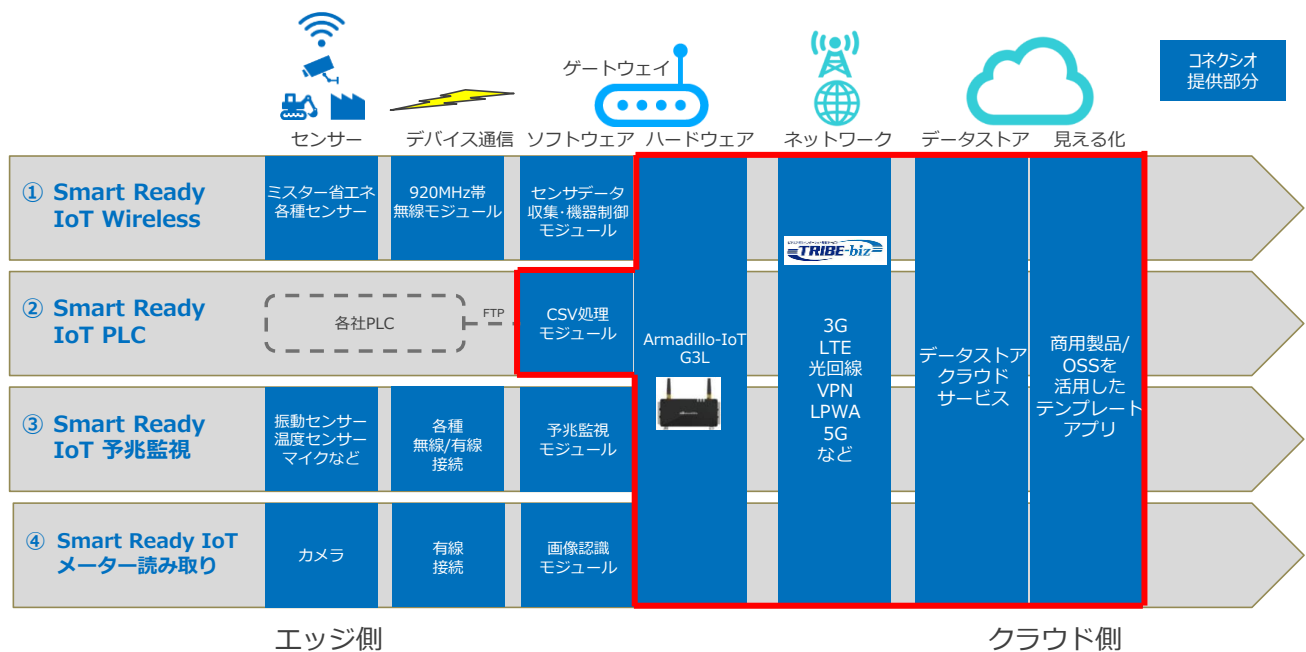 コネクシオ
提供部分
ゲートウェイ
センサー
デバイス通信
ソフトウェア
ハードウェア
ネットワーク
データストア
見える化
① Smart Ready
IoT Wireless
ミスター省エネ
各種センサー
920MHz帯
無線モジュール
センサデータ
収集・機器制御
モジュール
② Smart Ready
IoT PLC
各社PLC
FTP
CSV処理
モジュール
③ Smart Ready
IoT 予兆監視
振動センサー
温度センサー
マイクなど
各種
無線/有線
接続
予兆監視
モジュール
④ Smart Ready IoT
メーター読み取り
カメラ
有線
接続
画像認識
モジュール
Armadillo-IoT
G3L
TRIBE-biz
3G
LTE
光回線
VPN
LPWA
5G
など
データストア
クラウド
サービス
商用製品/
OSSを
活用した
テンプレート
アプリ
エッジ側
クラウド側